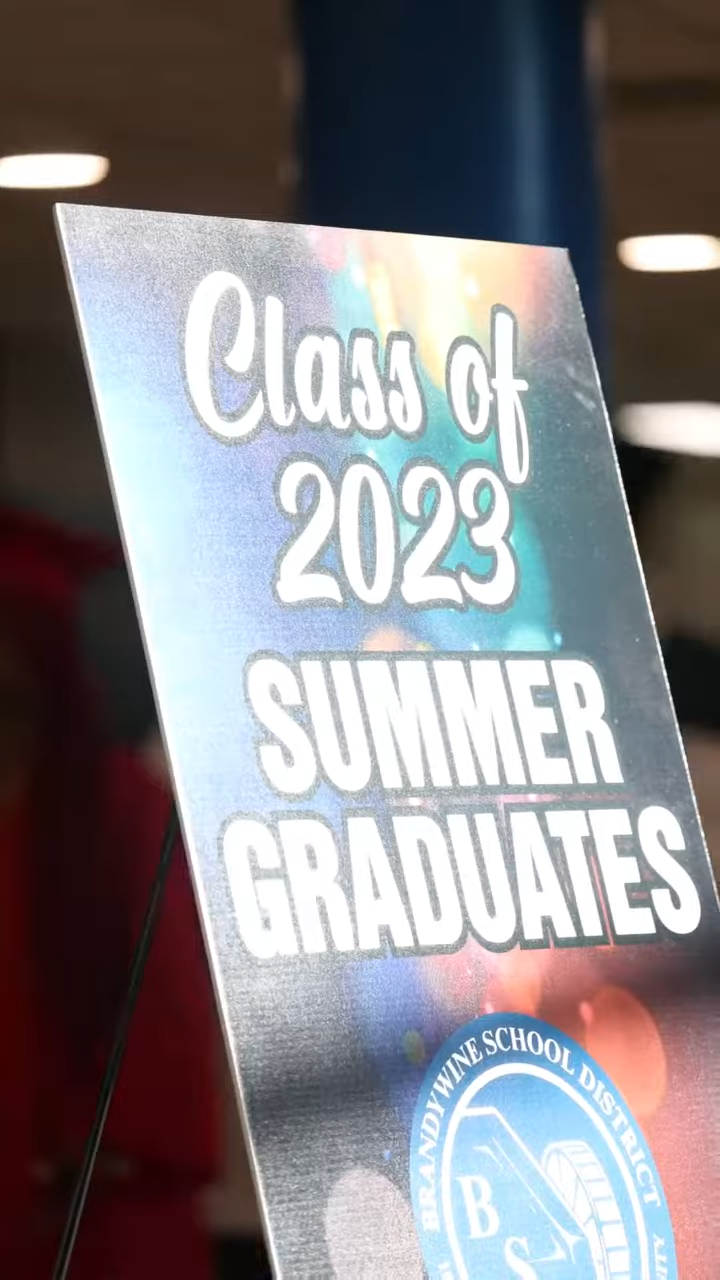 Class of
2023
SUMMER
GRADUATES
BRANDYWINE SCHOOL DISTRICT
B
S